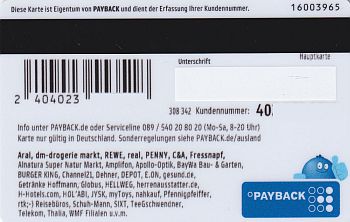 Diese Karte ist Eigentum von PAYBACK und dient der Erfassung Ihrer Kundennummer.
16003965
Hauptkarte
Unterschrift
2 404023
308 342 Kundennummer: 40
Info unter PAYBACK.de oder Serviceline 089 / 540 20 80 20 (Mo-Sa, 8-20 Uhr)
Karte nur gültig in Deutschland. Sonderregelungen siehe PAYBACK.de/ausland
Aral, dm-drogerie markt, REWE, real, PENNY, C&A, Fressnapf,
Alnatura Super Natur Markt, Amplifon, Apollo-Optik, BayWa Bau- & Garten,
BURGER KING, Channel21, Dehner, DEPOT, E.ON, gesund.de,
Getränke Hoffmann, Globus, HELLWEG, herrenausstatter.de,
H-Hotels.com, JYSK, myToys, nahkauf, Pfennigpfeiffer,
rtk-Reisebüros, Schuh-Mann, SIXT, TeeGschwendner,
Telekom, Thalia, WMF Filialen u.v.m
PAYBACK